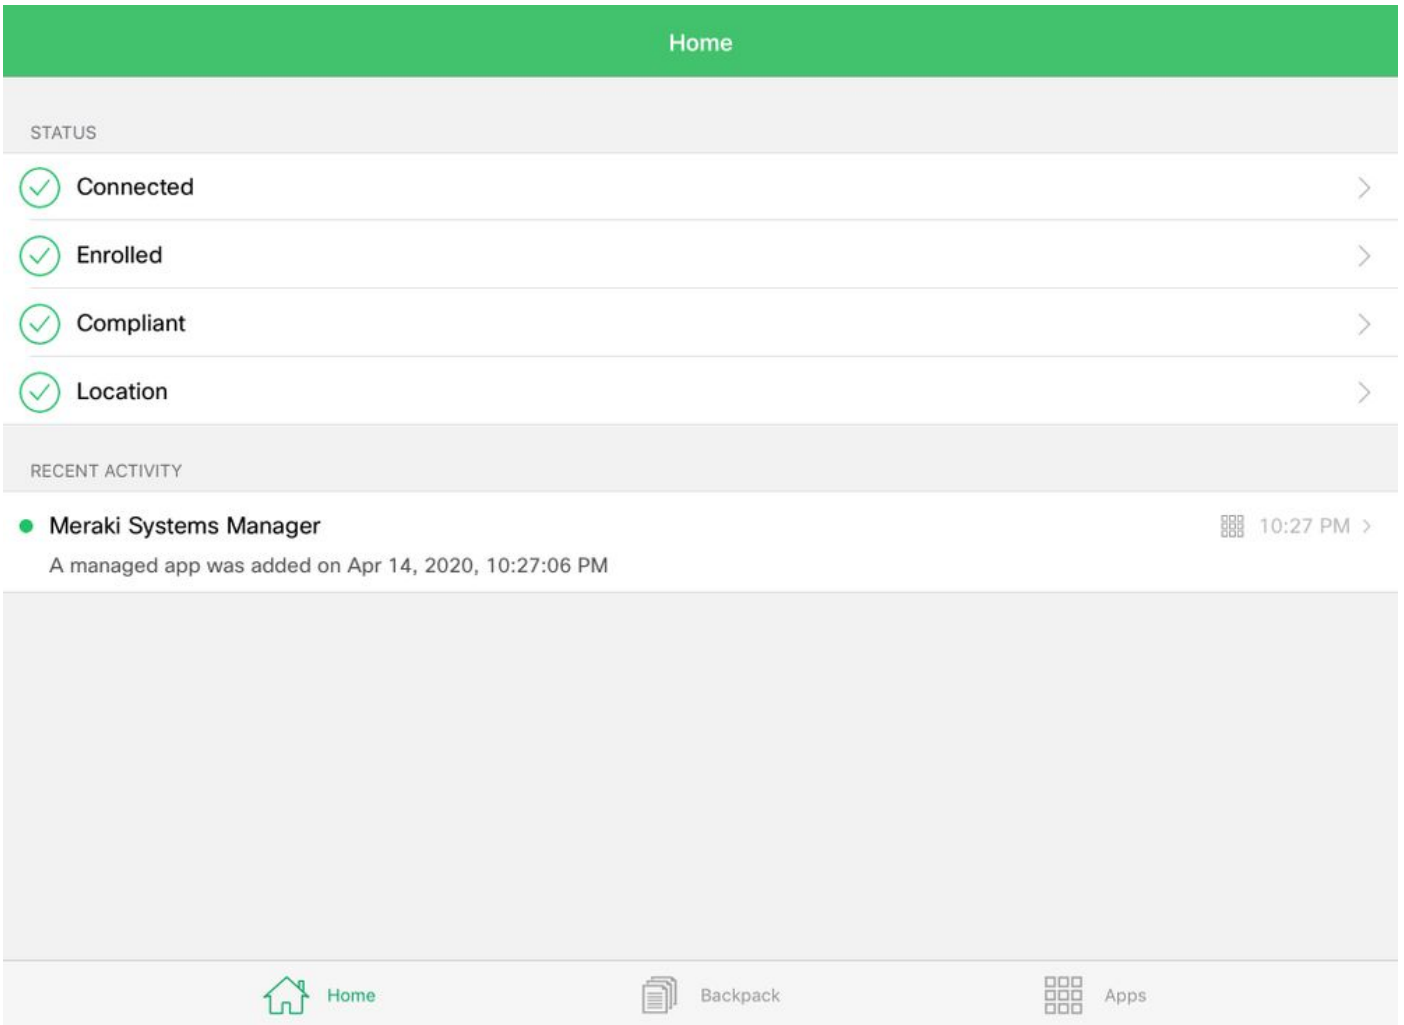 Home
STATUS
Connected
Enrolled
Compliant
Location
RECENT ACTIVITY
Meraki Systems Manager 10:27 PM
A managed app was added on Apr 14, 2020, 10:27:06 PM
Home Backpack Apps